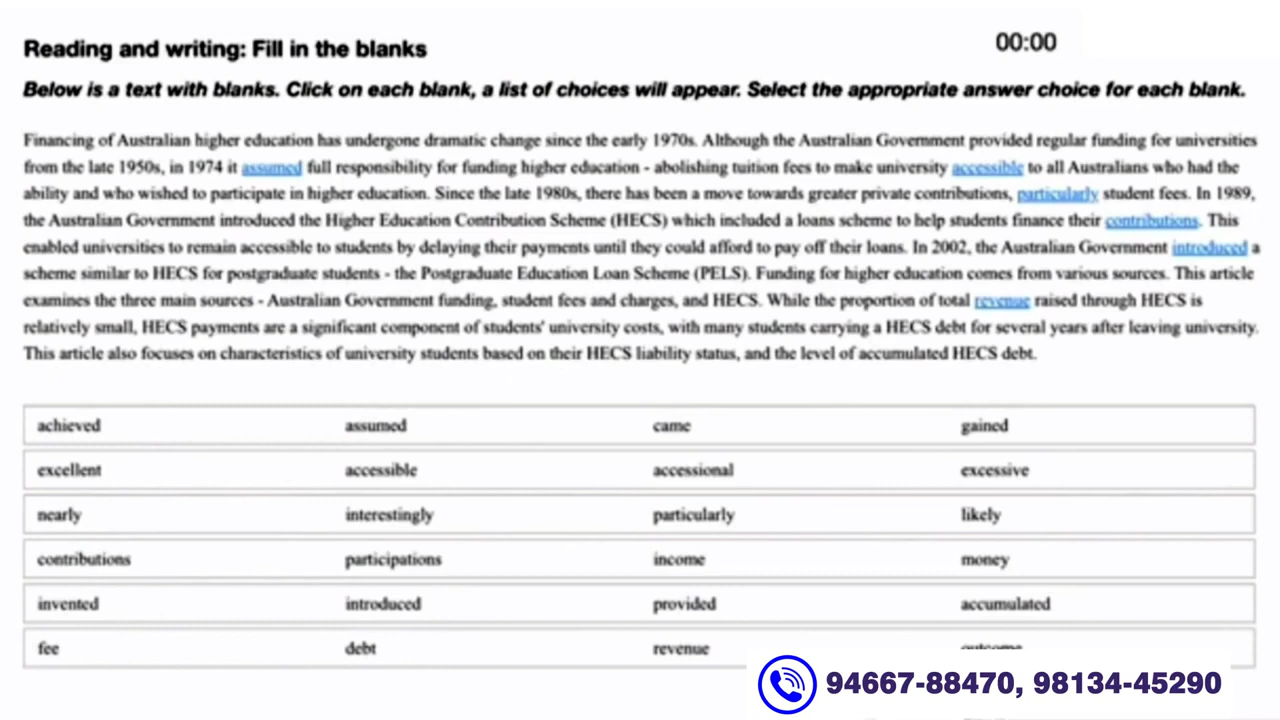 Reading and writing: Fill in the blanks
00:00
Below is a text with blanks. Click on each blank, a list of choices will appear. Select the appropriate answer choice for each blank.
Financing of Australian higher education has undergone dramatic change since the early 1970s. Although the Australian Government provided regular funding for universities
from the late 1950s, in 1974 it assumed full responsibility for funding higher education - abolishing tuition fees to make university accessible to all Australians who had the
ability and who wished to participate in higher education. Since the late 1980s, there has been a move towards greater private contributions, particularly student fees. In 1989,
the Australian Government introduced the Higher Education Contribution Scheme (HECS) which included a loans scheme to help students finance their contributions. This
enabled universities to remain accessible to students by delaying their payments until they could afford to pay off their loans. In 2002, the Australian Government introduced a
scheme similar to HECS for postgraduate students - the Postgraduate Education Loan Scheme (PELS). Funding for higher education comes from various sources. This article
examines the three main sources - Australian Government funding, student fees and charges, and HECS. While the proportion of total revenue raised through HECS is
relatively small, HECS payments are a significant component of students' university costs, with many students carrying a HECS debt for several years after leaving university.
This article also focuses on characteristics of university students based on their HECS liability status, and the level of accumulated HECS debt.
achieved assumed came gained
excellent accessible accessional excessive
nearly interestingly particularly likely
contributions participations income money
invented introduced provided accumulated
fee debt revenue outcome
94667-88470, 98134-45290